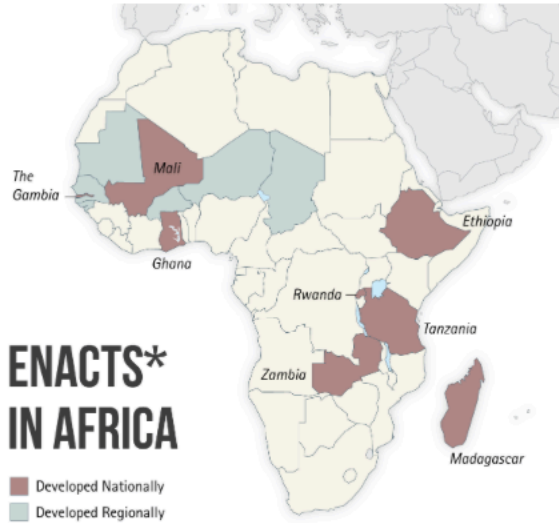 Mali
The
Gambia
Ghana
Ethiopia
Rwanda
Tanzania
Zambia
Madagascar
ENACTS*
IN AFRICA
Developed Nationally
Developed Regionally